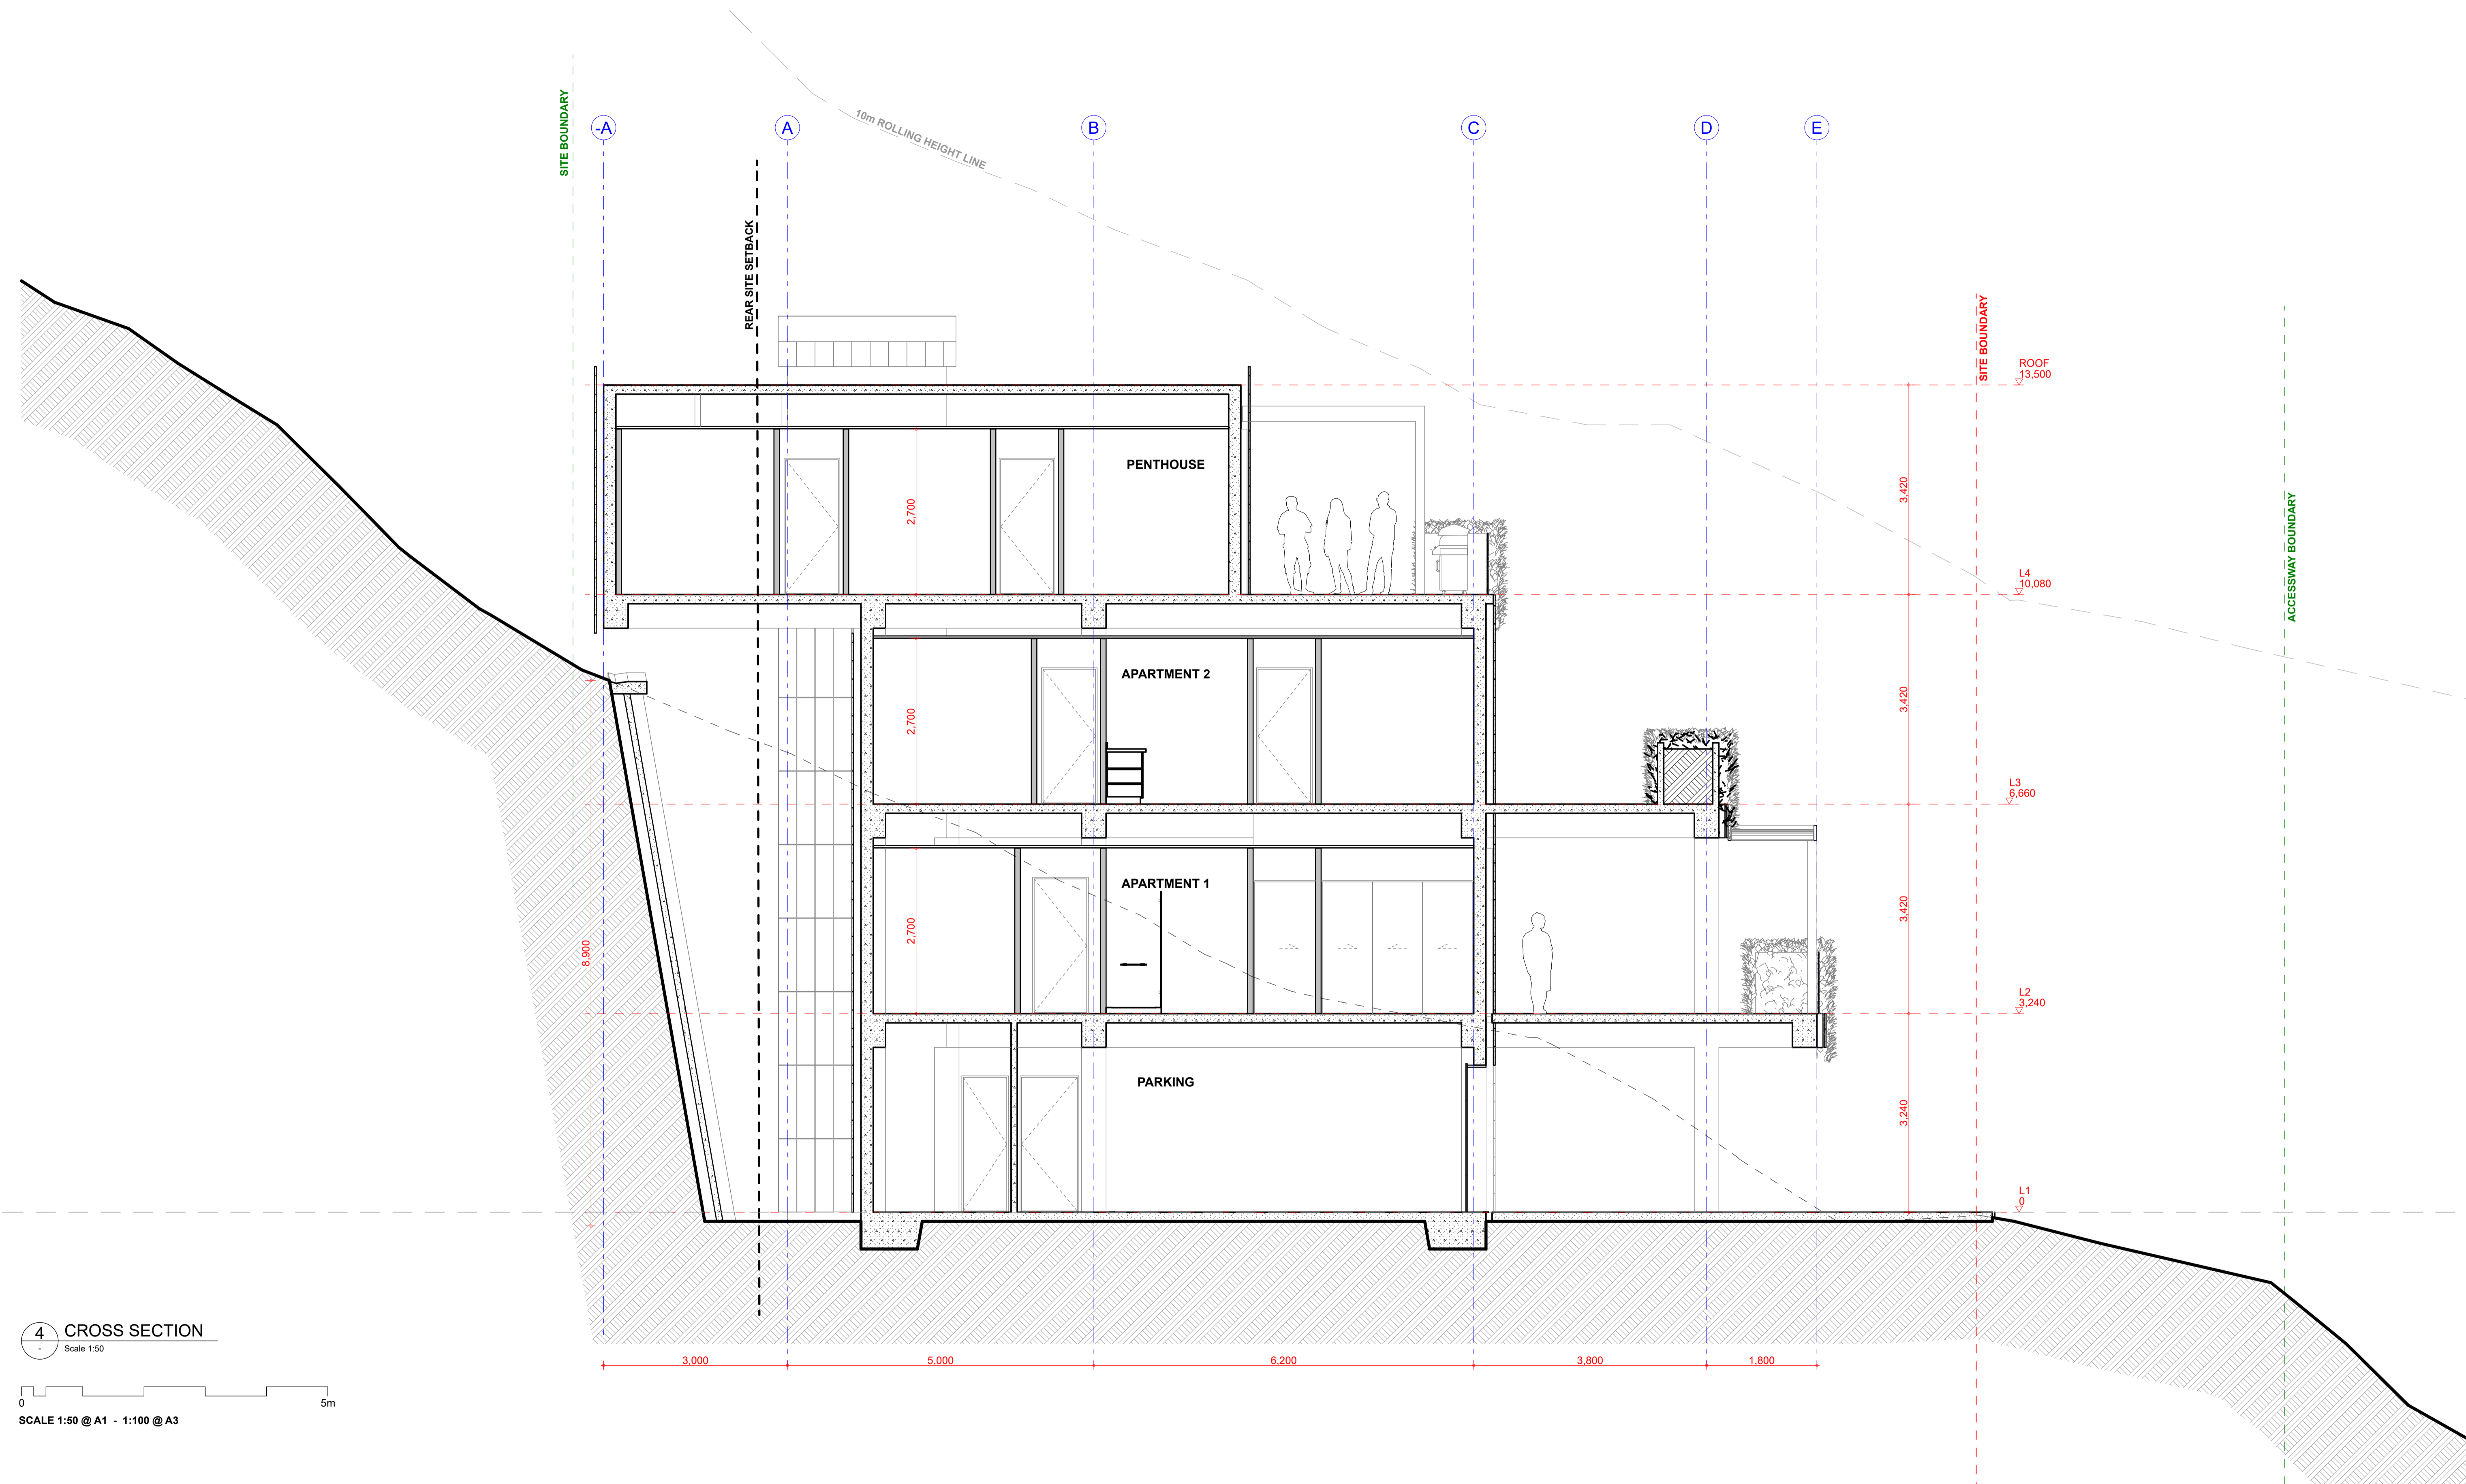 SITE BOUNDARY
-A
A
B
C
D
E
10m ROLLING HEIGHT LINE
REAR SITE SETBACK
SITE BOUNDARY
ROOF
13,500
PENTHOUSE
2,700
3,420
ACCESSWAY BOUNDARY
L4
10,080
APARTMENT 2
2,700
3,420
L3
6,660
APARTMENT 1
2,700
3,420
8,900
L2
3,240
PARKING
3,240
L1
0
4
-
CROSS SECTION
Scale 1:50
3,000
5,000
6,200
3,800
1,800
0
5m
SCALE 1:50 @ A1 - 1:100 @ A3